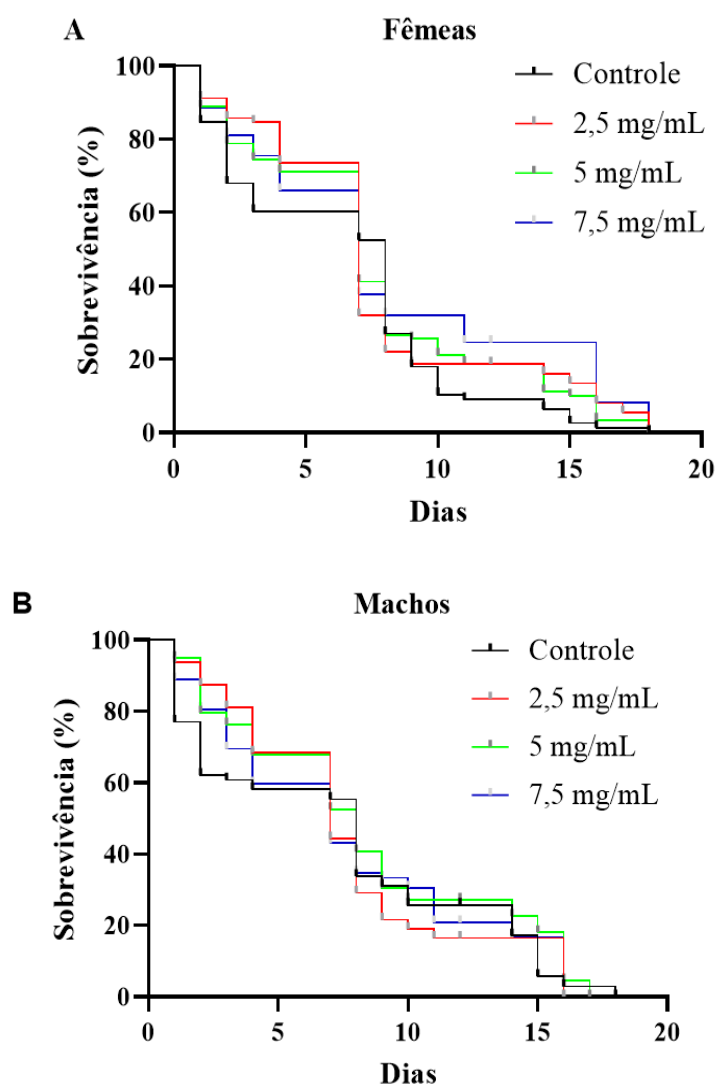 A
Fêmeas
Controle
2,5 mg/mL
5 mg/mL
7,5 mg/mL
Sobrevivência (%)
100
80
60
40
20
0
0 5 10 15 20
Dias
B
Machos
Controle
2,5 mg/mL
5 mg/mL
7,5 mg/mL
Sobrevivência (%)
100
80
60
40
20
0
0 5 10 15 20
Dias